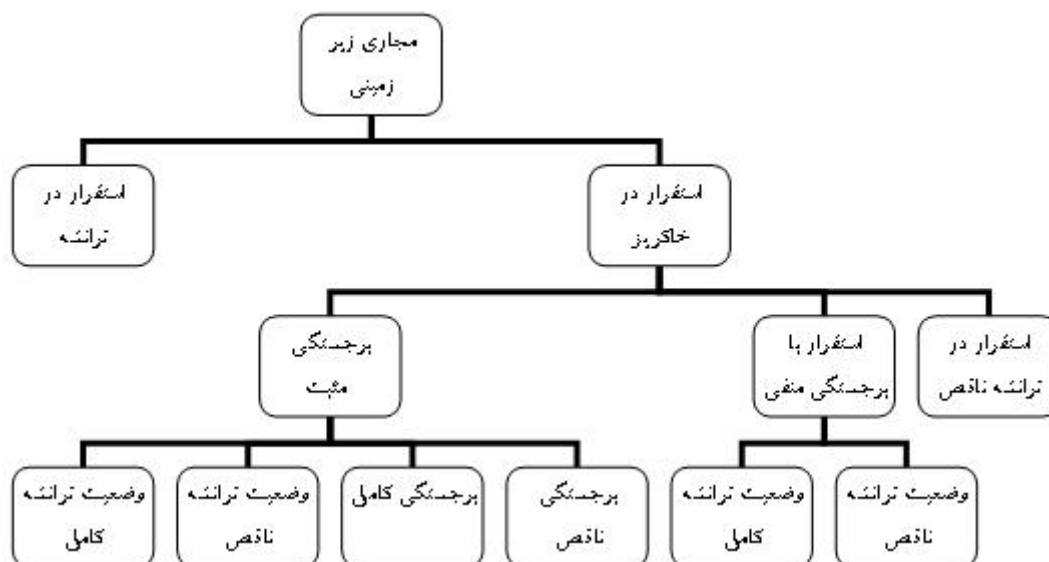 مجاری زیر
زمینی
استقرار در
ترانشه
استقرار در
خاکریز
برجستگی
مثبت
استقرار با
برجستگی منفی
استقرار در
ترانشه ناقص
وضعیت ترانشه
کامل
وضعیت ترانشه
ناقص
برجستگی کامل
برجستگی
ناقص
وضعیت ترانشه
کامل
وضعیت ترانشه
ناقص